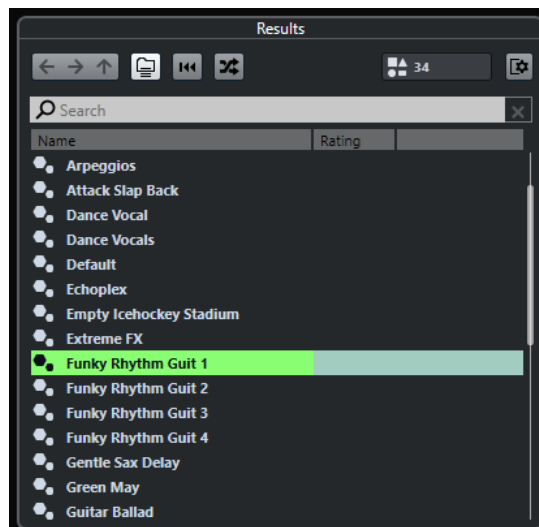 Results
34
Search
Name Rating
Arpeggios
Attack Slap Back
Dance Vocal
Dance Vocals
Default
Echoplex
Empty Icehockey Stadium
Extreme FX
Funky Rhythm Guit 1
Funky Rhythm Guit 2
Funky Rhythm Guit 3
Funky Rhythm Guit 4
Gentle Sax Delay
Green May
Guitar Ballad